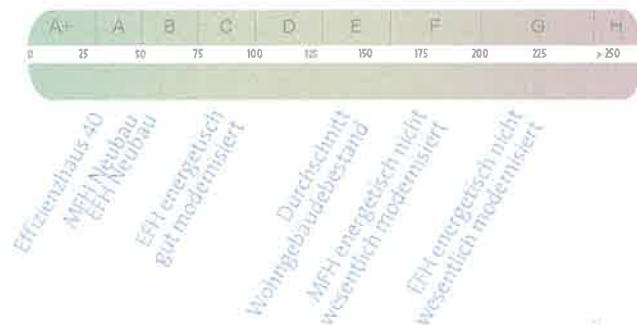 A+ A B C D E F G H
0 25 50 75 100 125 150 175 200 225 > 250
Effizienzhaus 40
MFH Neubau
EFH Neubau
EFH energetisch
gut modernisiert
Durchschnitt
Wohngebäudebestand
MFH energetisch nicht
wesentlich modernisiert
EFH energetisch nicht
wesentlich modernisiert